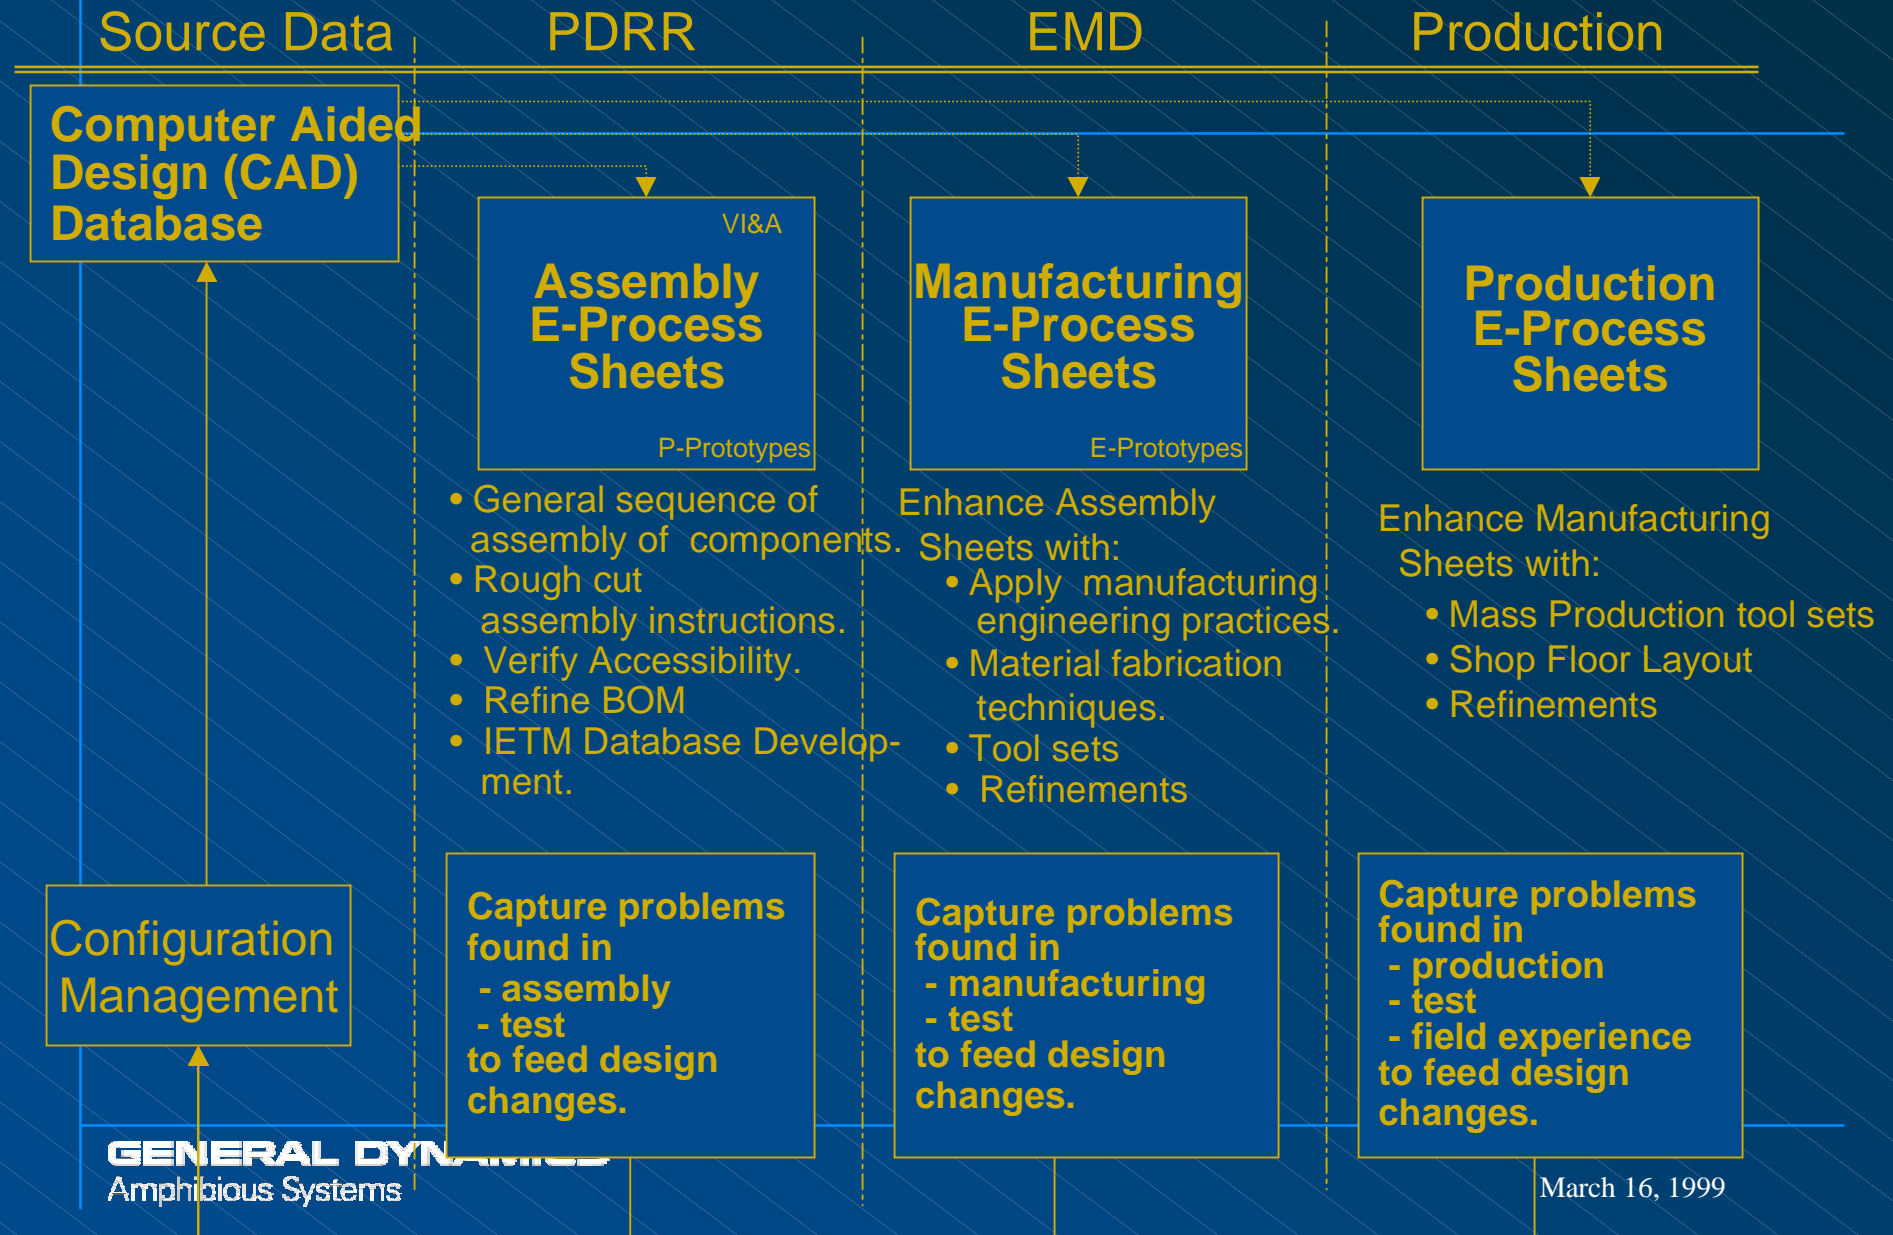 Source Data
PDRR
EMD
Production
Computer Aided
Design (CAD)
Database
VI&A
Assembly
E-Process
Sheets
P-Prototypes
Manufacturing
E-Process
Sheets
E-Prototypes
Production
E-Process
Sheets
• General sequence of
assembly of components.
• Rough cut
assembly instructions.
• Verify Accessibility.
• Refine BOM
• IETM Database Develop-
ment.
Enhance Assembly
Sheets with:
• Apply manufacturing
engineering practices.
• Material fabrication
techniques.
• Tool sets
• Refinements
Enhance Manufacturing
Sheets with:
• Mass Production tool sets
• Shop Floor Layout
• Refinements
Configuration
Management
Capture problems
found in
- assembly
- test
to feed design
changes.
Capture problems
found in
- manufacturing
- test
to feed design
changes.
Capture problems
found in
- production
- test
- field experience
to feed design
changes.
GENERAL DYNAMICS
Amphibious Systems
March 16, 1999